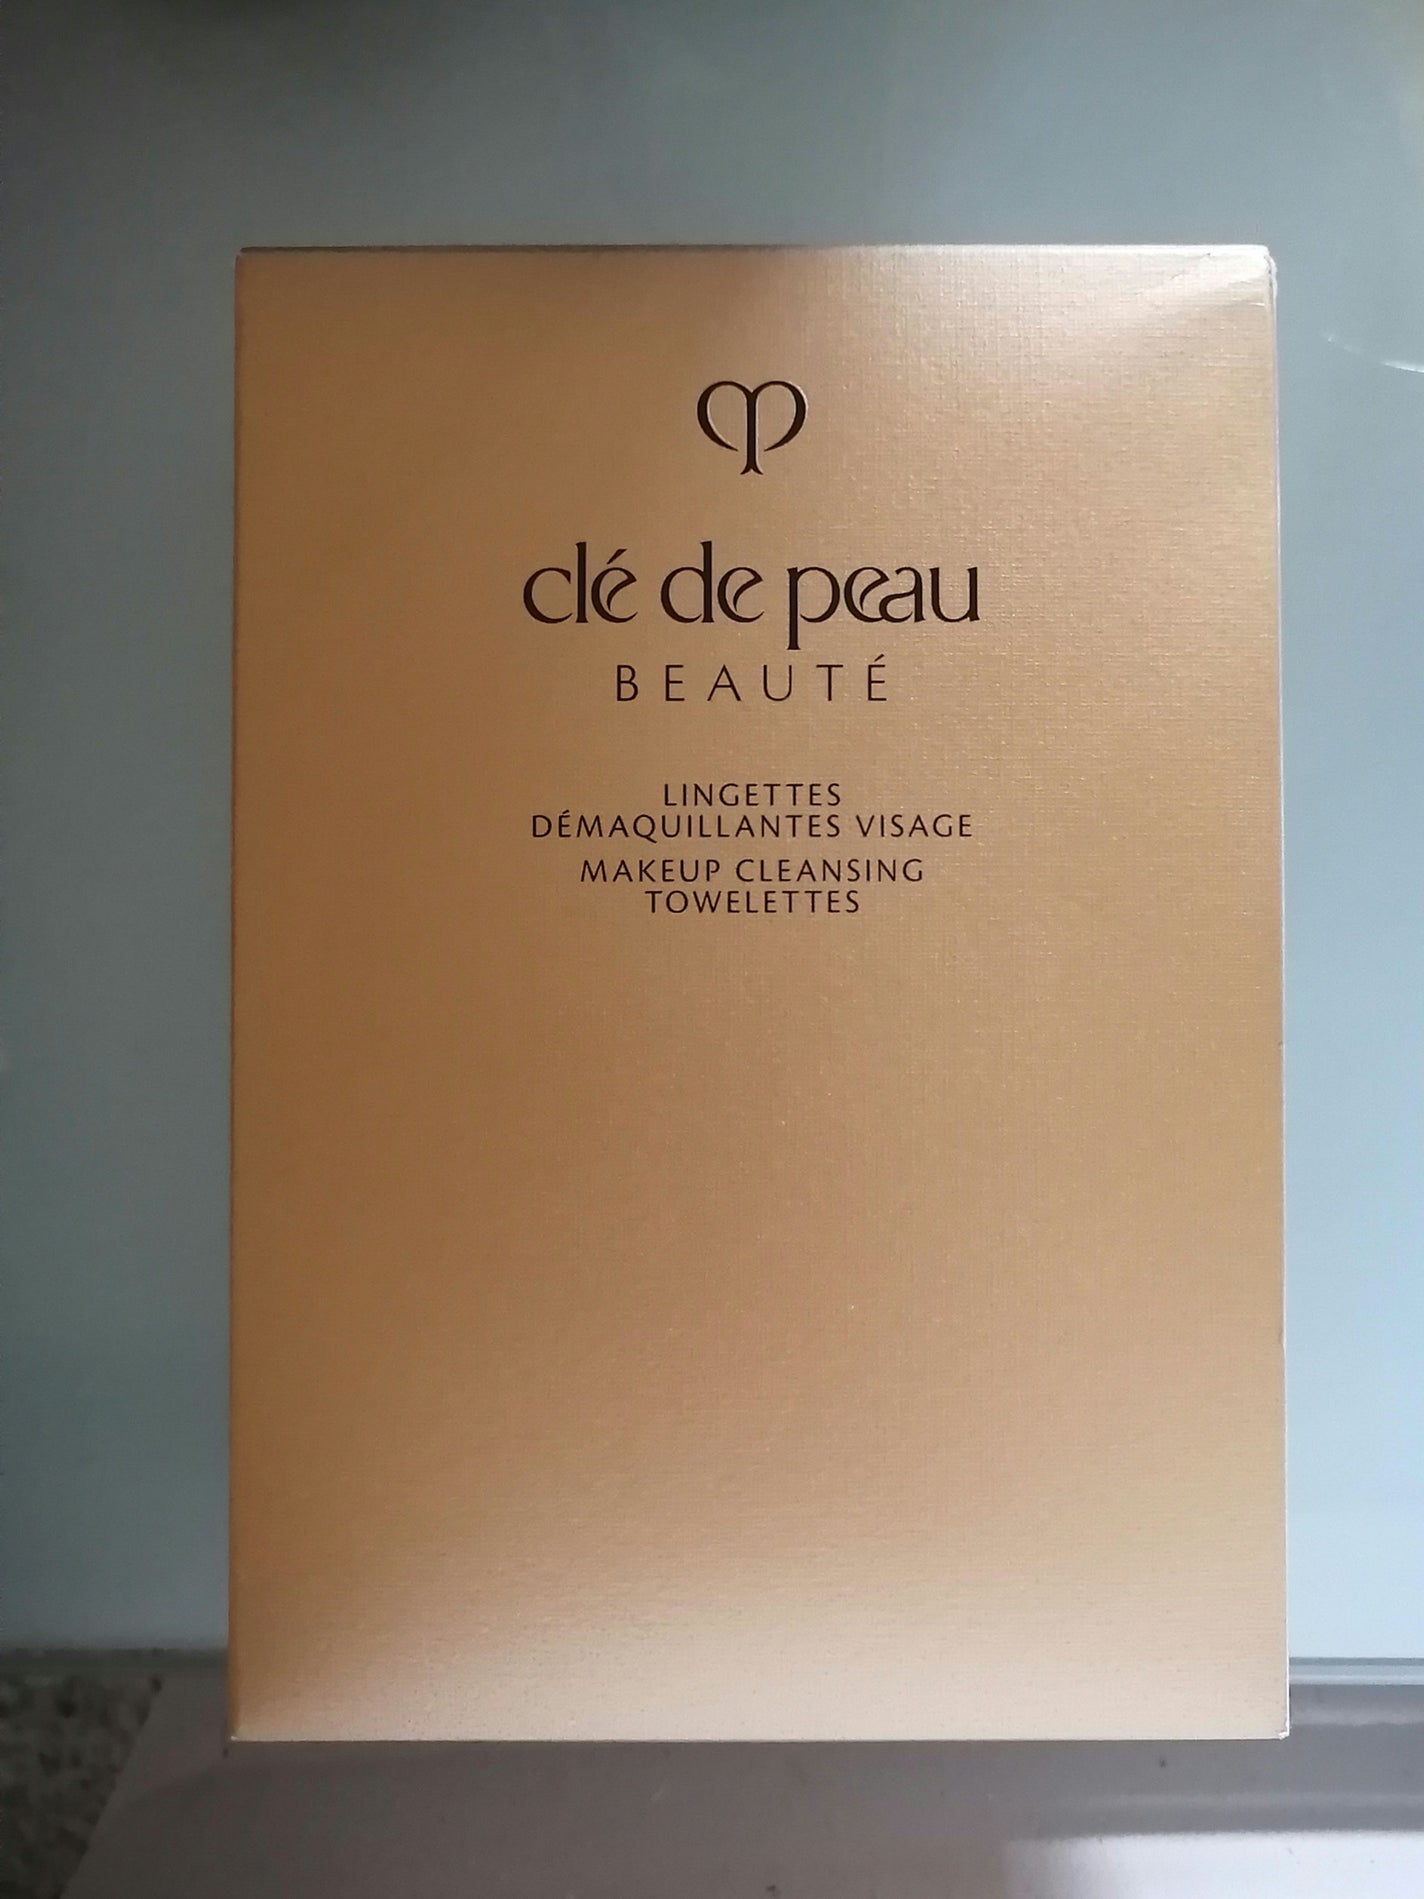 clé de peau
BEAUTÉ
LINGETTES
DÉMAQUILLANTES VISAGE
MAKEUP CLEANSING
TOWELETTES